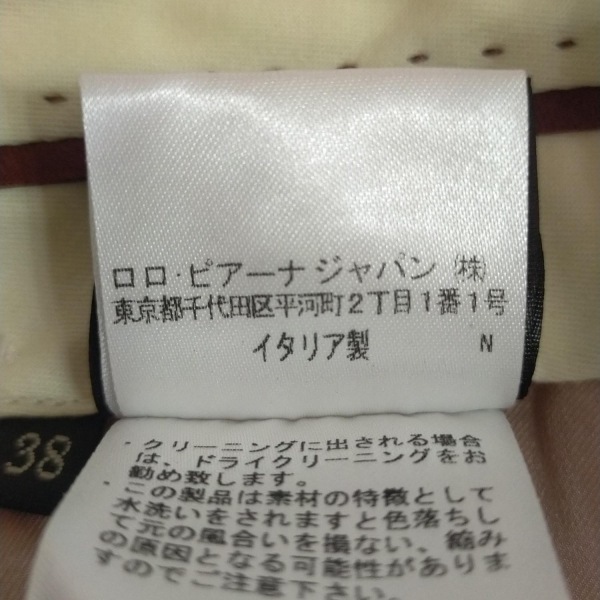 ロロ・ピアーナ ジャパン ㈱
東京都千代田区平河町2丁目1番1号
イタリア製 N
38
・クリーニングに出される場合
は、ドライクリーニングをお
勧め致します。
・この製品は素材の特徴として
水洗いをされますと色落ちし
て元の風合いを損ない、縮み
の原因となる可能性がありま
すのでご注意下さい。